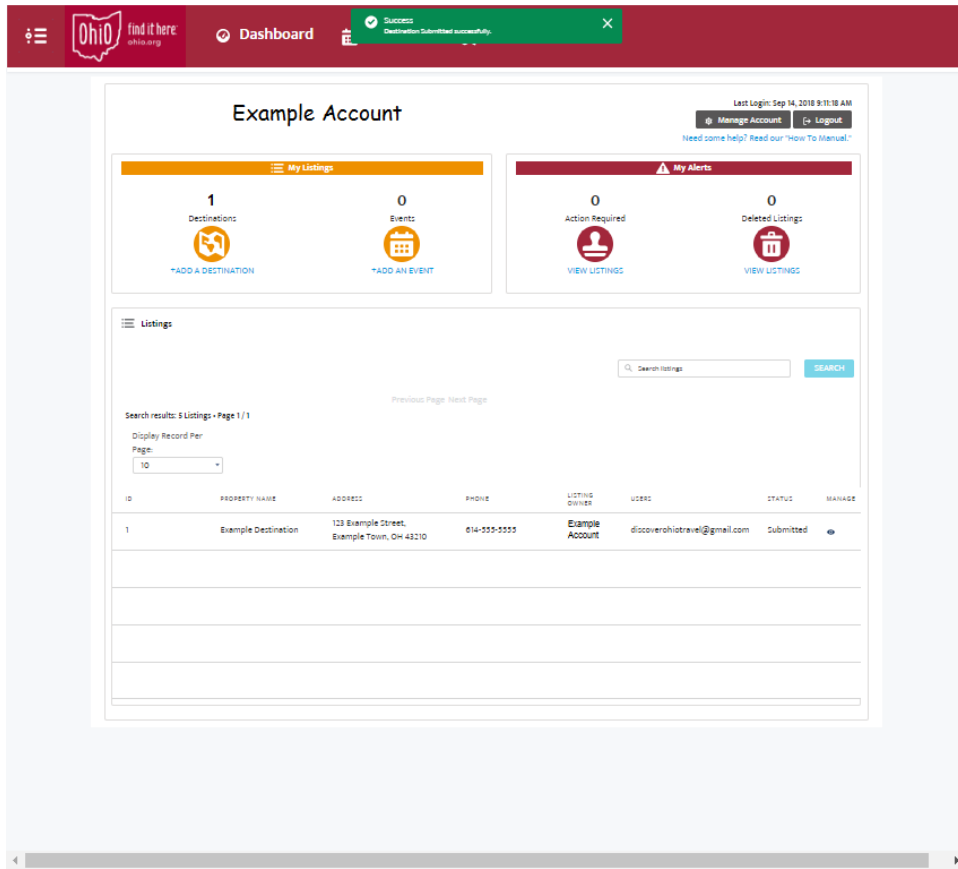 Ohio find it here:
ohio.org
Dashboard
Success
Destination Submitted successfully.
Example Account
Last Login: Sep 14, 2018 9:11:18 AM
Manage Account
Logout
Need some help? Read our "How To Manual."
My Listings
1
Destinations
+ADD A DESTINATION
0
Events
+ADD AN EVENT
My Alerts
0
Action Required
VIEW LISTINGS
0
Deleted Listings
VIEW LISTINGS
Listings
Search listings
SEARCH
Previous Page Next Page
Search results: 5 Listings • Page 1 / 1
Display Record Per
Page:
10
ID PROPERTY NAME ADDRESS PHONE LISTING OWNER USERS STATUS MANAGE
1 Example Destination 123 Example Street, Example Town, OH 43210 614-555-5555 Example Account discoverohiotravel@gmail.com Submitted